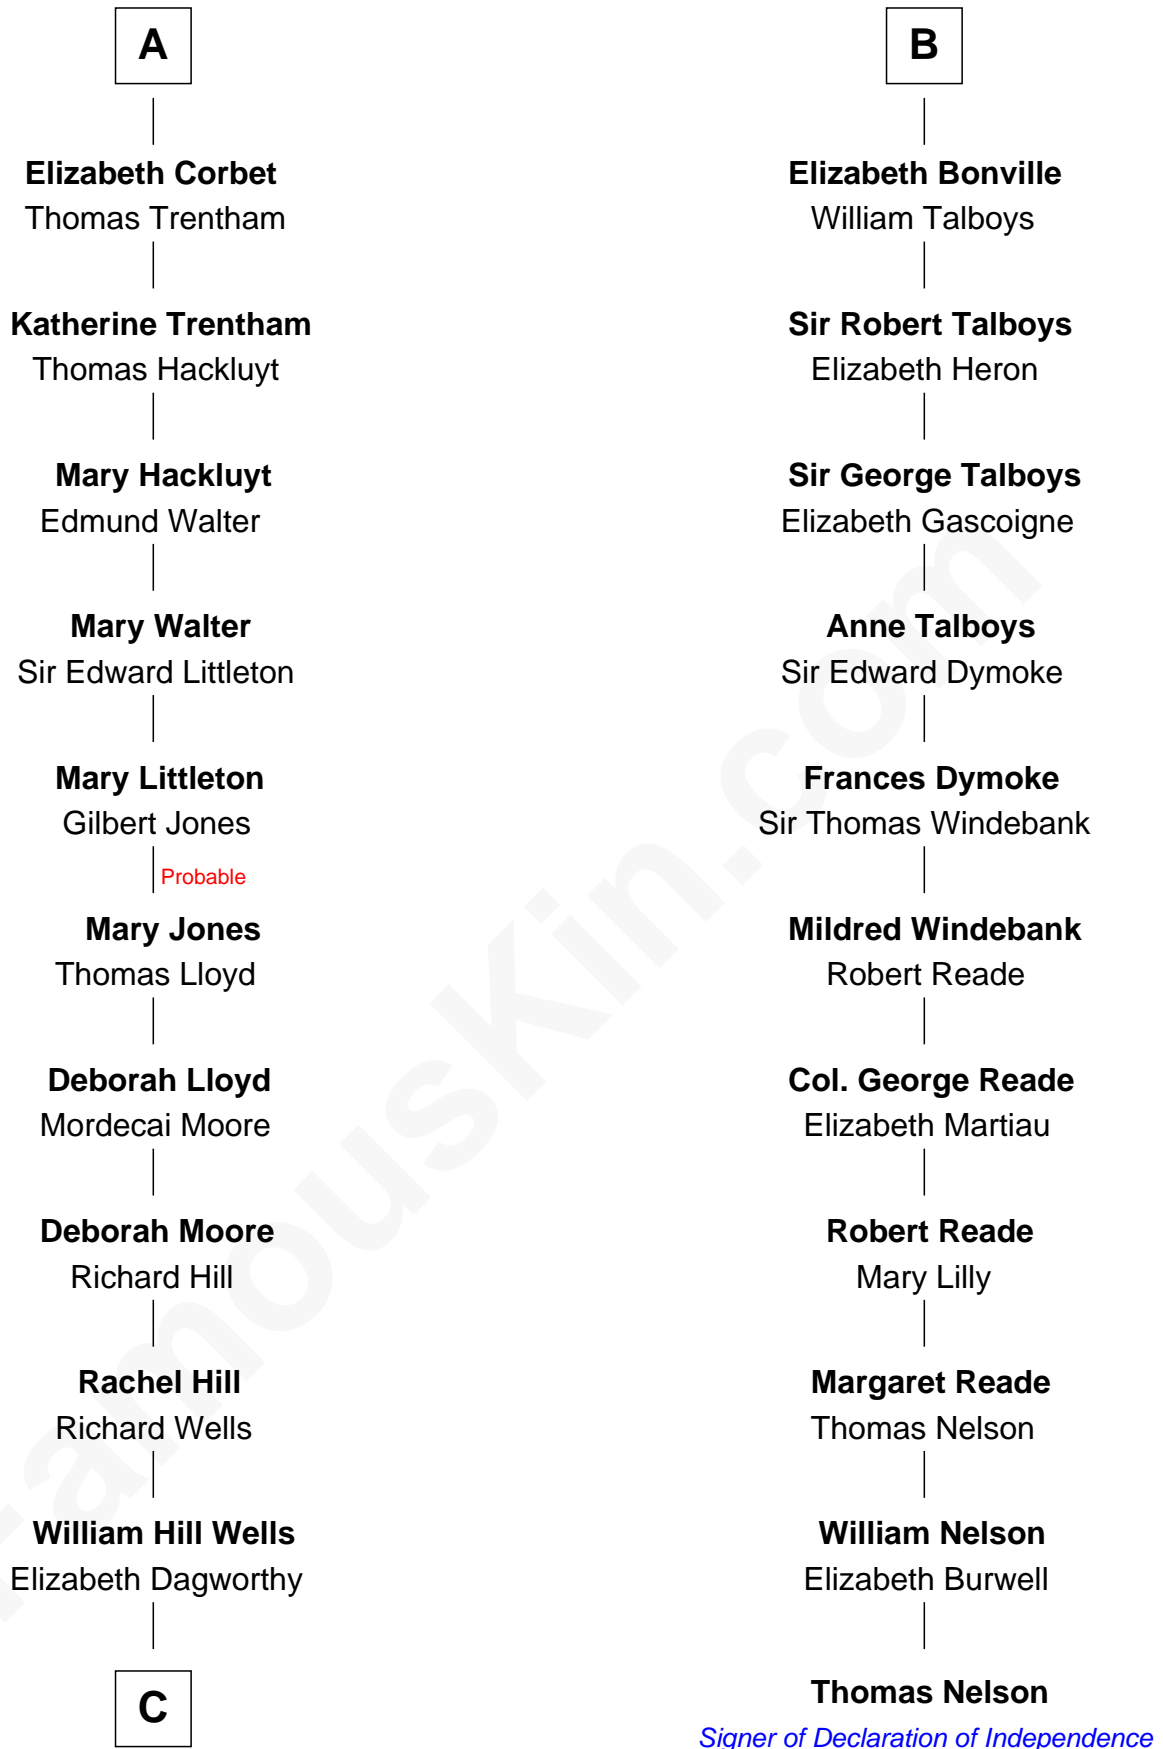 A
Elizabeth Corbet
Thomas Trentham
Katherine Trentham
Thomas Hackluyt
Mary Hackluyt
Edmund Walter
Mary Walter
Sir Edward Littleton
Mary Littleton
Gilbert Jones
Probable
Mary Jones
Thomas Lloyd
Deborah Lloyd
Mordecai Moore
Deborah Moore
Richard Hill
Rachel Hill
Richard Wells
William Hill Wells
Elizabeth Dagworthy
C
B
Elizabeth Bonville
William Talboys
Sir Robert Talboys
Elizabeth Heron
Sir George Talboys
Elizabeth Gascoigne
Anne Talboys
Sir Edward Dymoke
Frances Dymoke
Sir Thomas Windebank
Mildred Windebank
Robert Reade
Col. George Reade
Elizabeth Martiau
Robert Reade
Mary Lilly
Margaret Reade
Thomas Nelson
William Nelson
Elizabeth Burwell
Thomas Nelson
Signer of Declaration of Independence
FamousKin.com